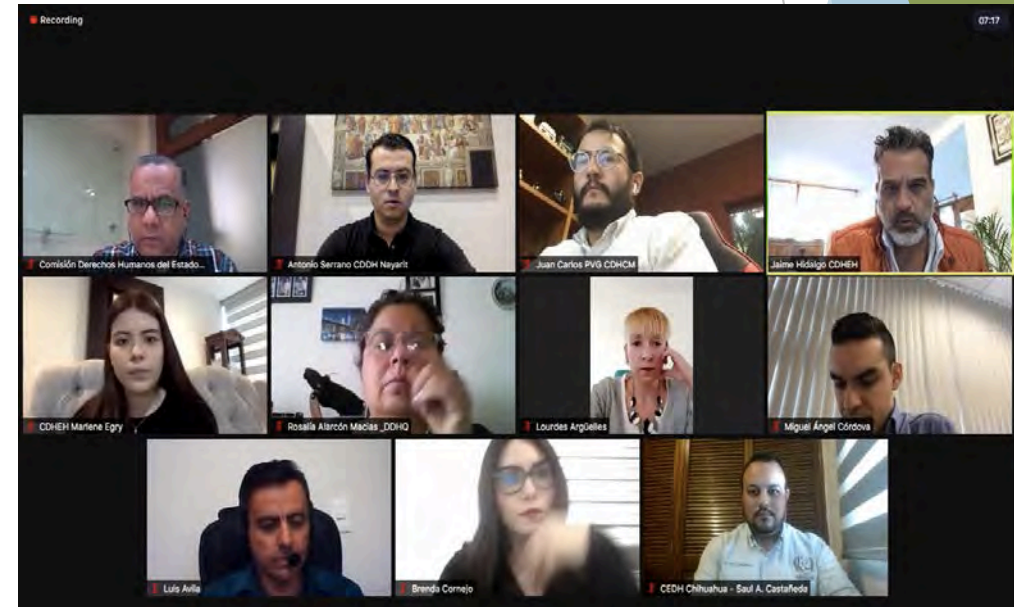 Recording
07:17
Comisión Derechos Humanos del Estado...
Antonio Serrano CDDH Nayarit
Juan Carlos PVG CDHCM
Jaime Hidalgo CDHEH
CDHEH Marlene Egry
Rosalía Alarcón Macias _DDHQ
Lourdes Argüelles
Miguel Ángel Córdova
Luis Avila
Brenda Cornejo
CEDH Chihuahua - Saul A. Castañeda